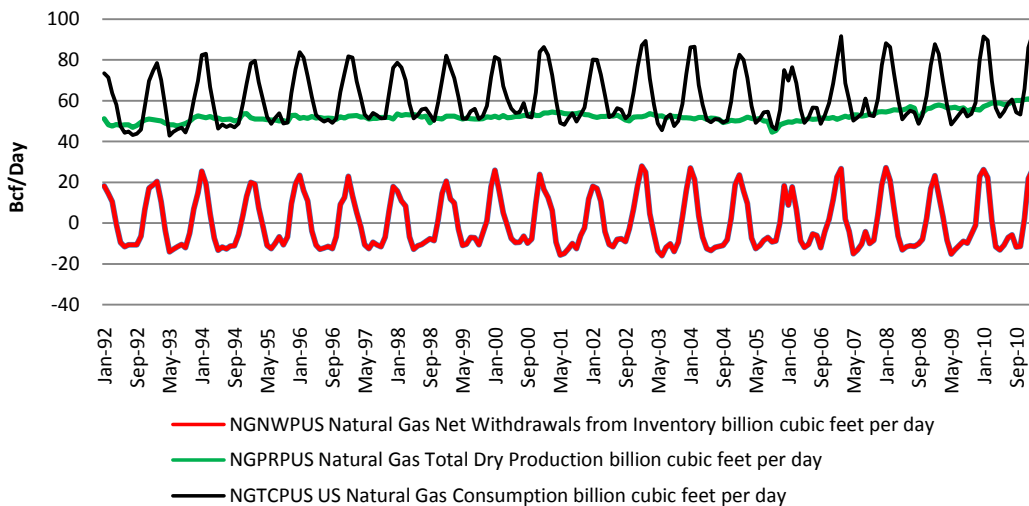 100
80
60
40
20
0
-20
-40
Bcf/Day
Jan-92
Sep-92
May-93
Jan-94
Sep-94
May-95
Jan-96
Sep-96
May-97
Jan-98
Sep-98
May-99
Jan-00
Sep-00
May-01
Jan-02
Sep-02
May-03
Jan-04
Sep-04
May-05
Jan-06
Sep-06
May-07
Jan-08
Sep-08
May-09
Jan-10
Sep-10
NGNWPUS Natural Gas Net Withdrawals from Inventory billion cubic feet per day
NGPRPUS Natural Gas Total Dry Production billion cubic feet per day
NGTCPUS US Natural Gas Consumption billion cubic feet per day